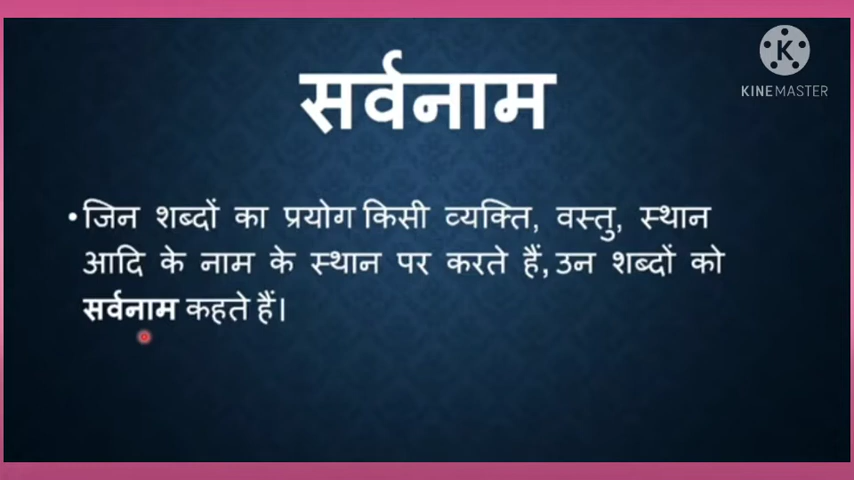 सर्वनाम
KINEMASTER
• जिन शब्दों का प्रयोग किसी व्यक्ति, वस्तु, स्थान
आदि के नाम के स्थान पर करते हैं, उन शब्दों को
सर्वनाम कहते हैं।